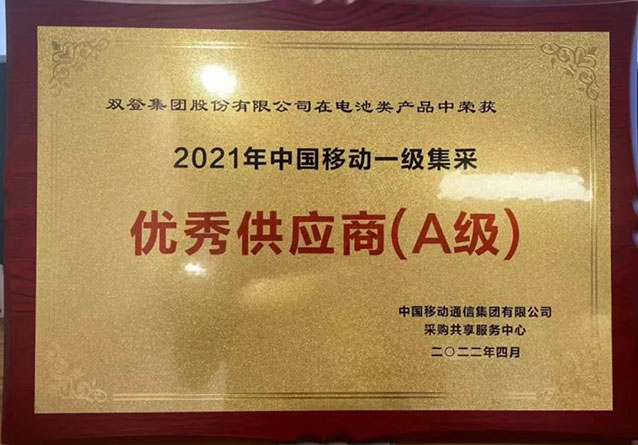 双登集团股份有限公司在电池类产品中荣获
2021年中国移动一级集采
优秀供应商(A级)
中国移动通信集团有限公司
采购共享服务中心
二〇二二年四月